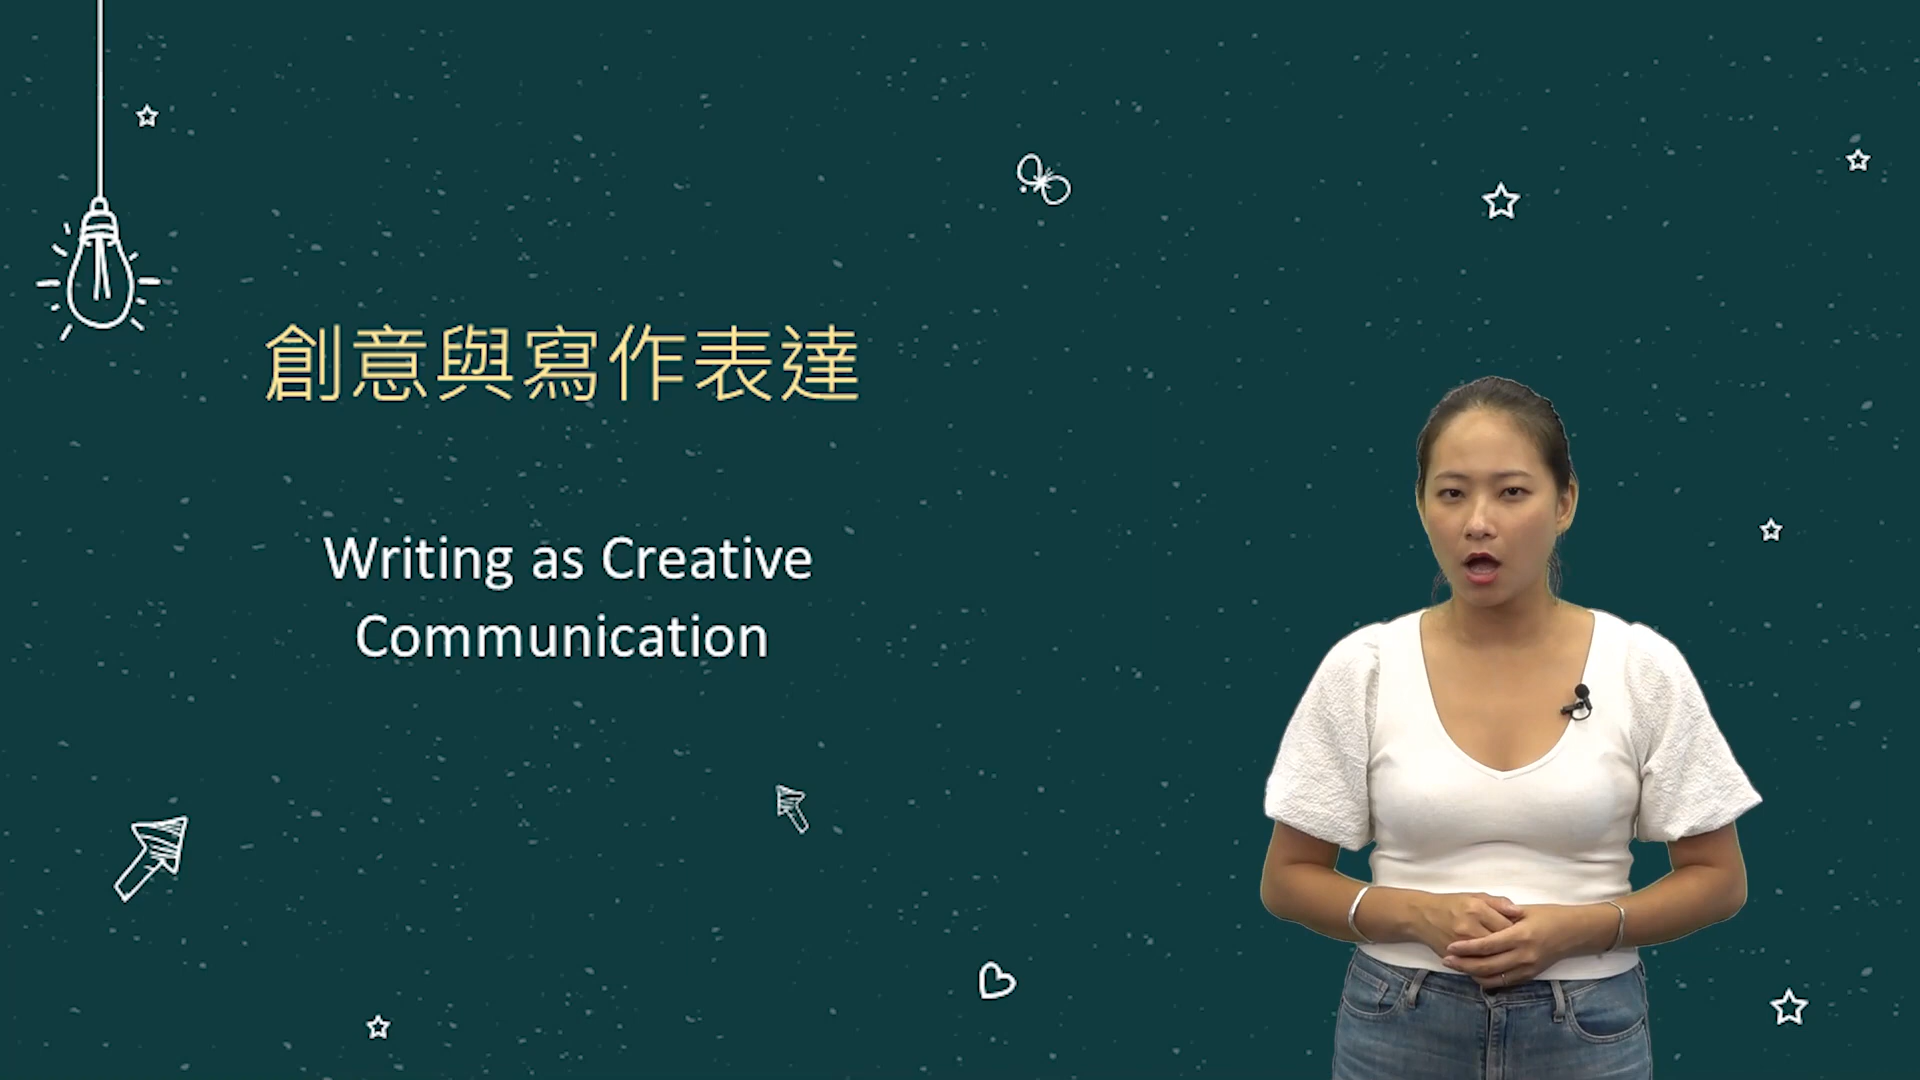 創意與寫作表達
Writing as Creative
Communication